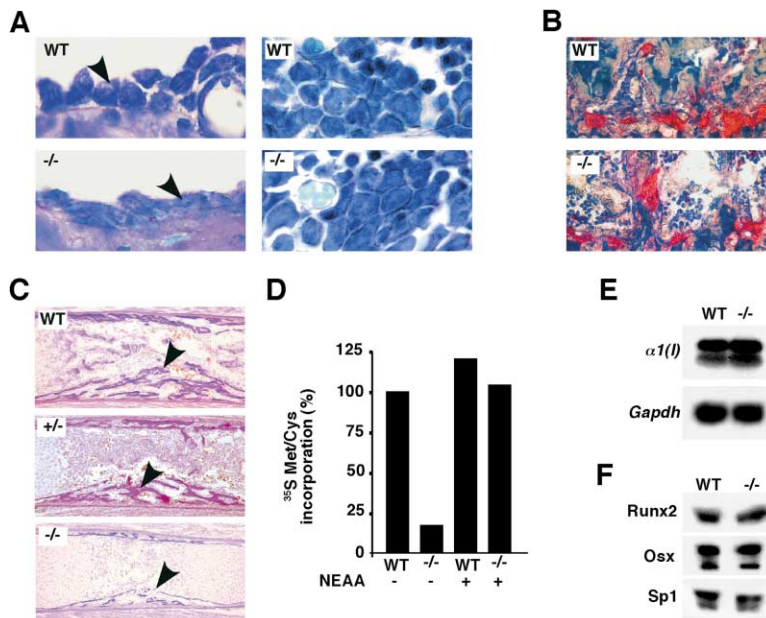 A
WT
WT
-/-
-/-
B
WT
-/-
C
WT
+/-
-/-
D
125
100
75
50
25
0
³⁵S Met/Cys
incorporation (%)
WT -/- WT -/-
NEAA - - + +
E
WT -/-
α1(I)
Gapdh
F
WT -/-
Runx2
Osx
Sp1